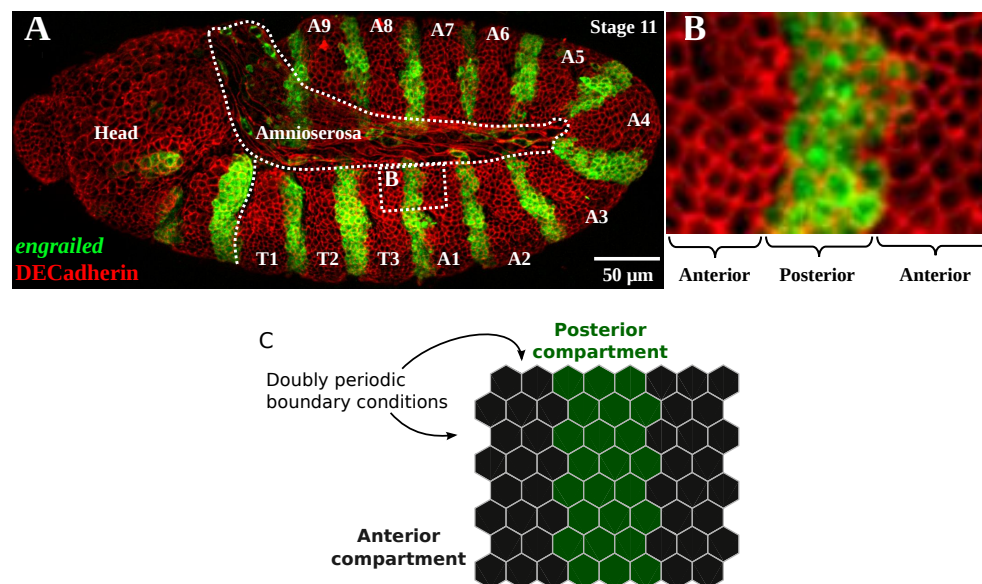 A
A9
A8
A7
A6
Stage 11
A5
Head
Amnioserosa
A4
B
A3
engrailed
DECadherin
T1
T2
T3
A1
A2
50 µm
B
Anterior
Posterior
Anterior
C
Posterior
compartment
Doubly periodic
boundary conditions
Anterior
compartment